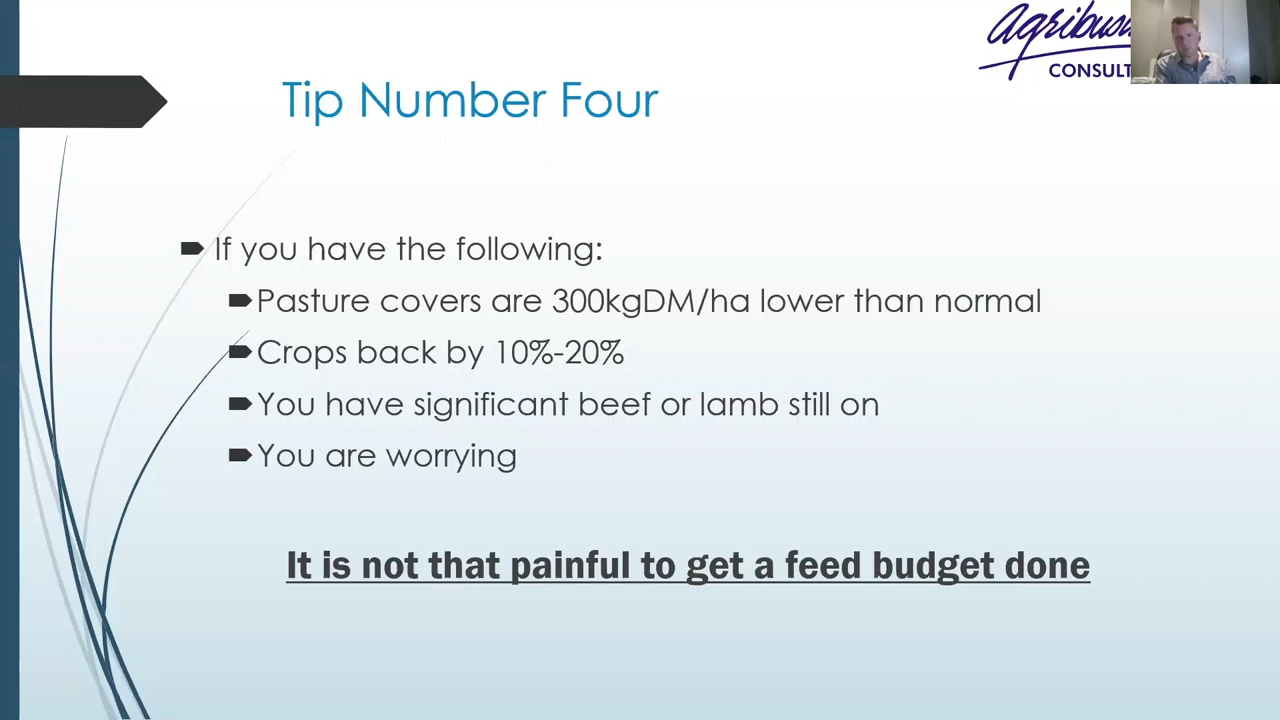 CONSULT
Tip Number Four
If you have the following:
Pasture covers are 300kgDM/ha lower than normal
Crops back by 10%-20%
You have significant beef or lamb still on
You are worrying
It is not that painful to get a feed budget done